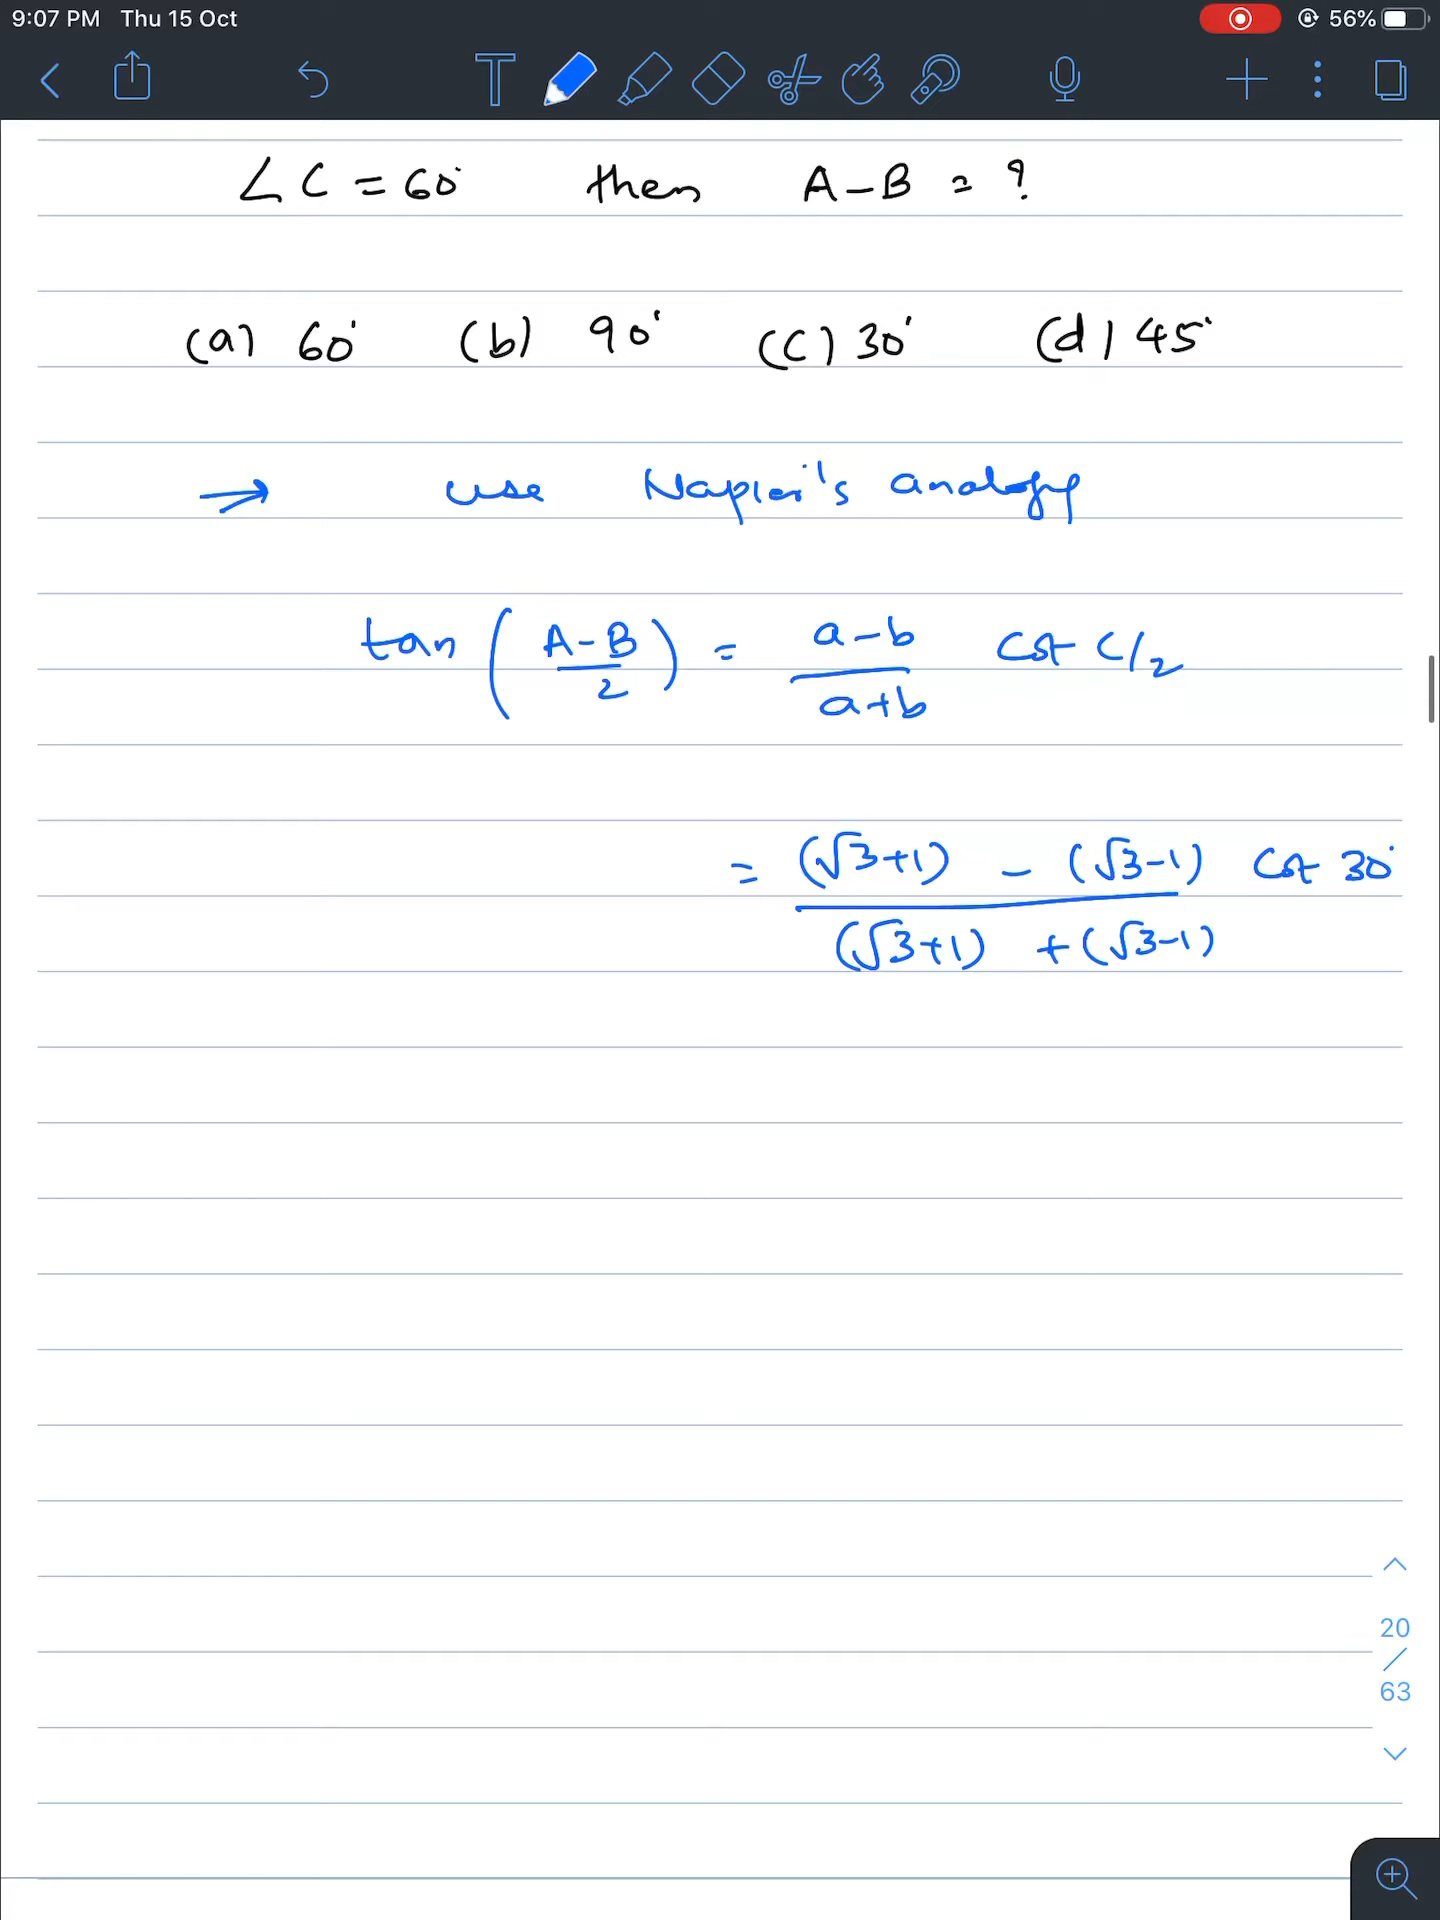 9:07 PM Thu 15 Oct 56%
∠C = 60° then A-B = ?
(a) 60° (b) 90° (c) 30° (d) 45°
→ use Napier's analogy
tan (A-B/2) = a-b/a+b Cot C/2
= (√3+1) - (√3-1)/(√3+1) + (√3-1) Cot 30°
20
/
63